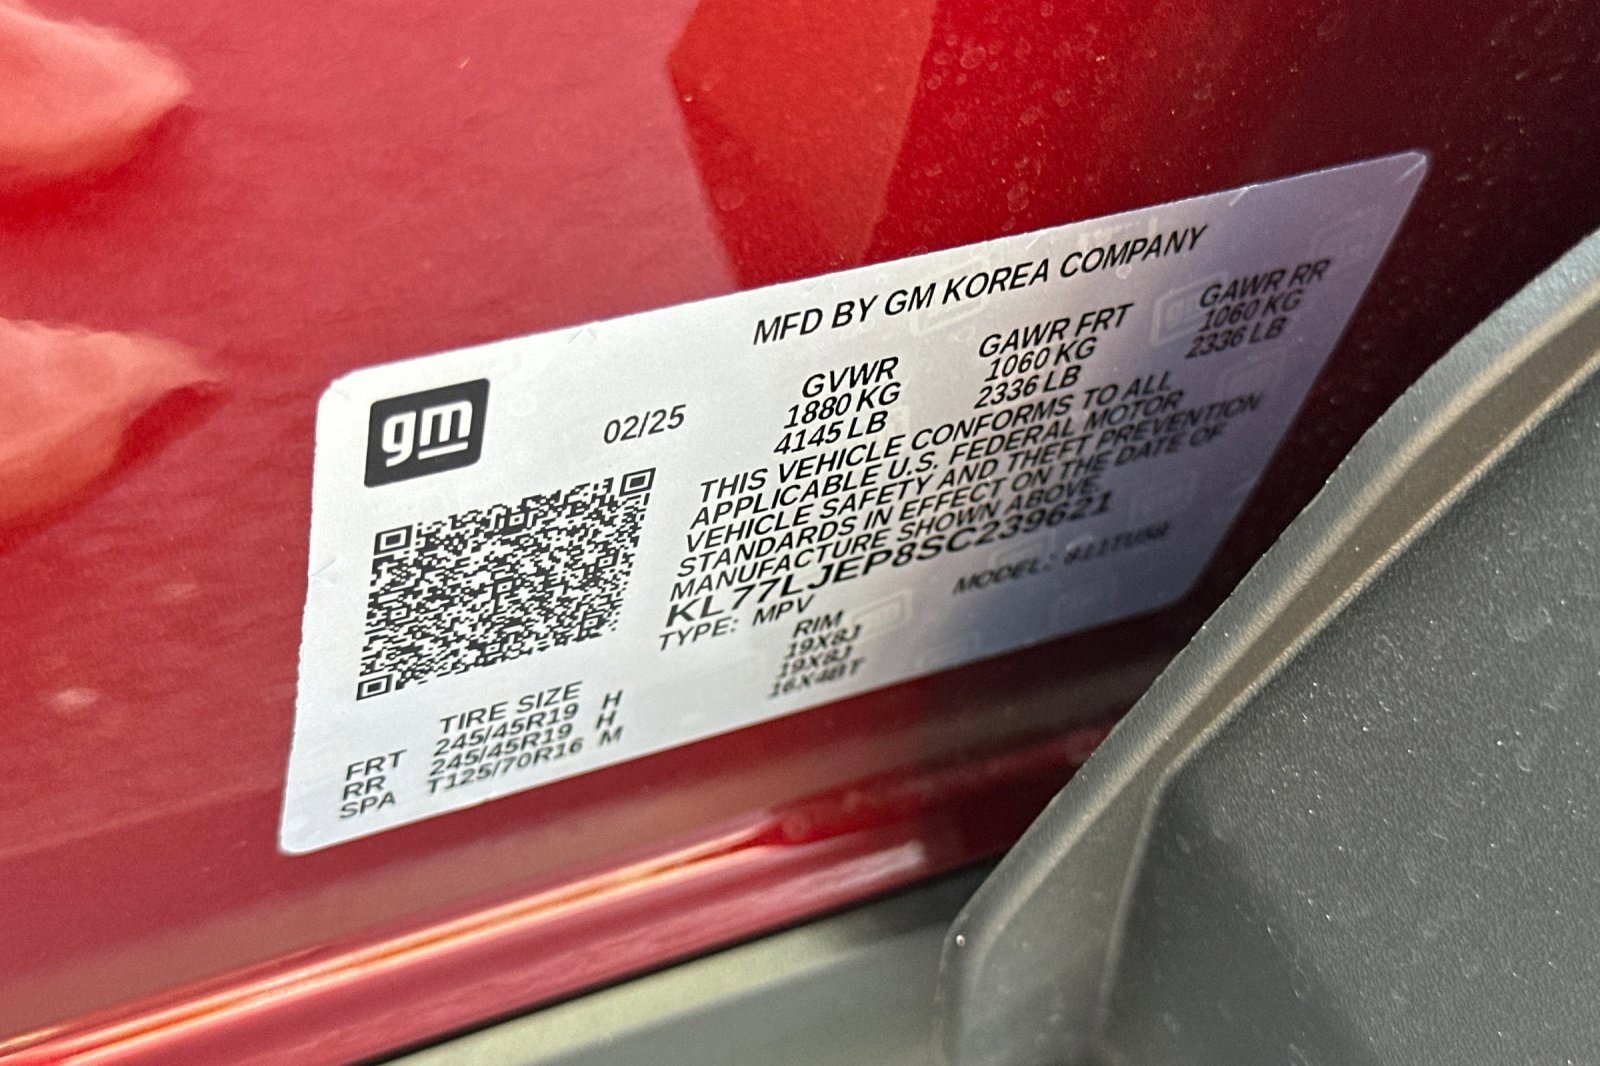 MFD BY GM KOREA COMPANY
gm
02/25
GVWR GAWR FRT GAWR RR
1880 KG 1060 KG 1060 KG
4145 LB 2336 LB 2336 LB
THIS VEHICLE CONFORMS TO ALL
APPLICABLE U.S. FEDERAL MOTOR
VEHICLE SAFETY AND THEFT PREVENTION
STANDARDS IN EFFECT ON THE DATE OF
MANUFACTURE SHOWN ABOVE.
KL77LJEP8SC239621
TYPE: MPV MODEL:
TIRE SIZE RIM
FRT 245/45R19 H 19X8J
RR 245/45R19 H 19X8J
SPA T125/70R16 M 16X4BT